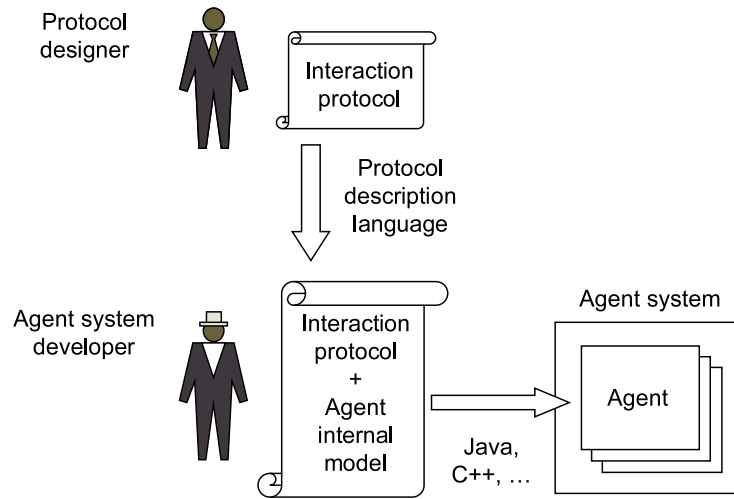 Protocol
designer
Interaction
protocol
Protocol
description
language
Agent system
developer
Interaction
protocol
+
Agent
internal
model
Java,
C++, …
Agent system
Agent